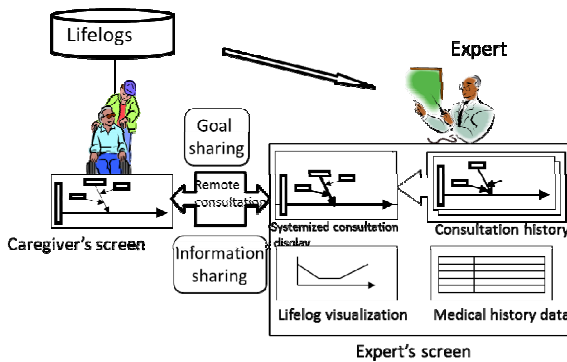 Lifelogs
Expert
Goal
sharing
Remote
consultation
Systemized consultation
display
Consultation history
Caregiver's screen
Information
sharing
Lifelog visualization
Medical history data
Expert's screen